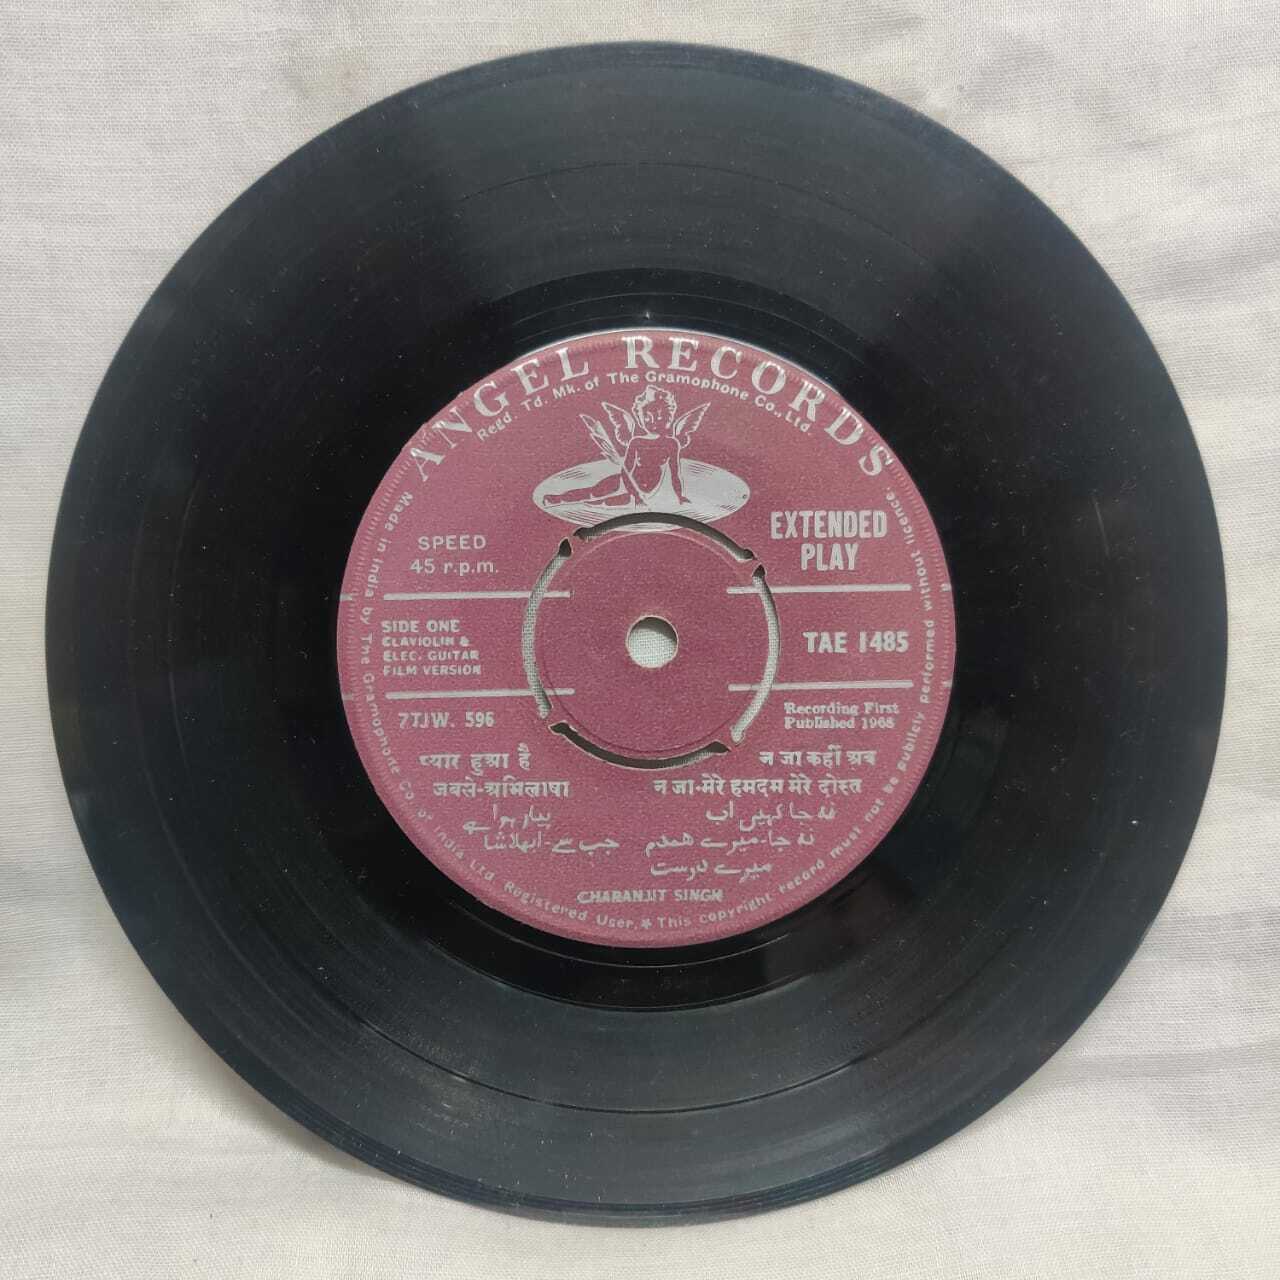 ANGEL RECORDS
Regd. Td. Mk. of The Gramophone Co., Ltd.
EXTENDED
PLAY
SPEED
45 r.p.m.
SIDE ONE
CLAVIOLIN &
ELEC. GUITAR
FILM VERSION
TAE 1485
7TJW. 596
Recording First
Published 1968
प्यार हुआ है
जबसे-अभिलाषा
न जा कहीं अब
न जा-मेरे हमदम मेरे दोस्त
پیار ہوا ہے
جب سے-ابھلاشا
نہ جا کہیں اب
نہ جا-میرے ھمدم
میرے دوست
CHARANJIT SINGH
Made in India by The Gramophone Co., of India Ltd. Registered User. ★ This copyright record must not be publicly performed without licence.